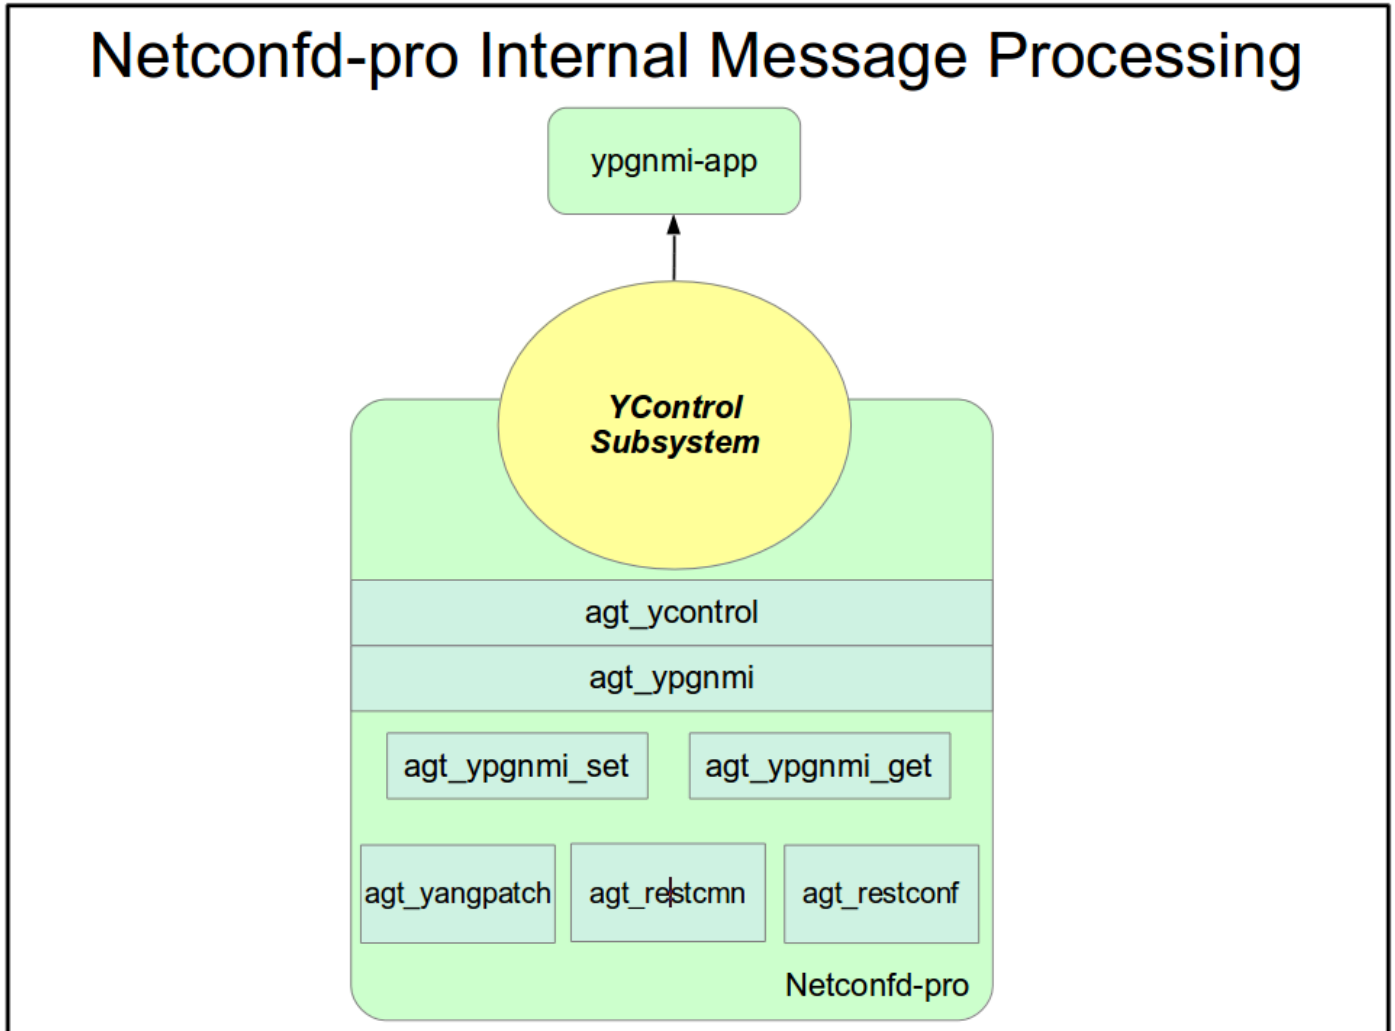 Netconfd-pro Internal Message Processing
ypgnmi-app
YControl
Subsystem
agt_ycontrol
agt_ypgnmi
agt_ypgnmi_set
agt_ypgnmi_get
agt_yangpatch
agt_restcmn
agt_restconf
Netconfd-pro